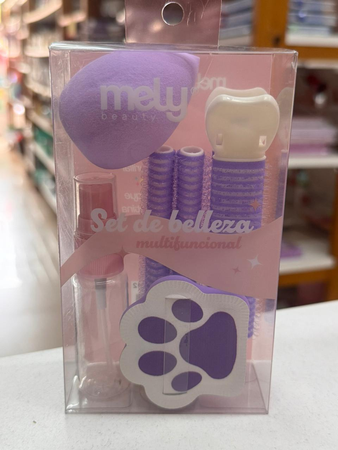 mely
beauty
Set de belleza
multifuncional